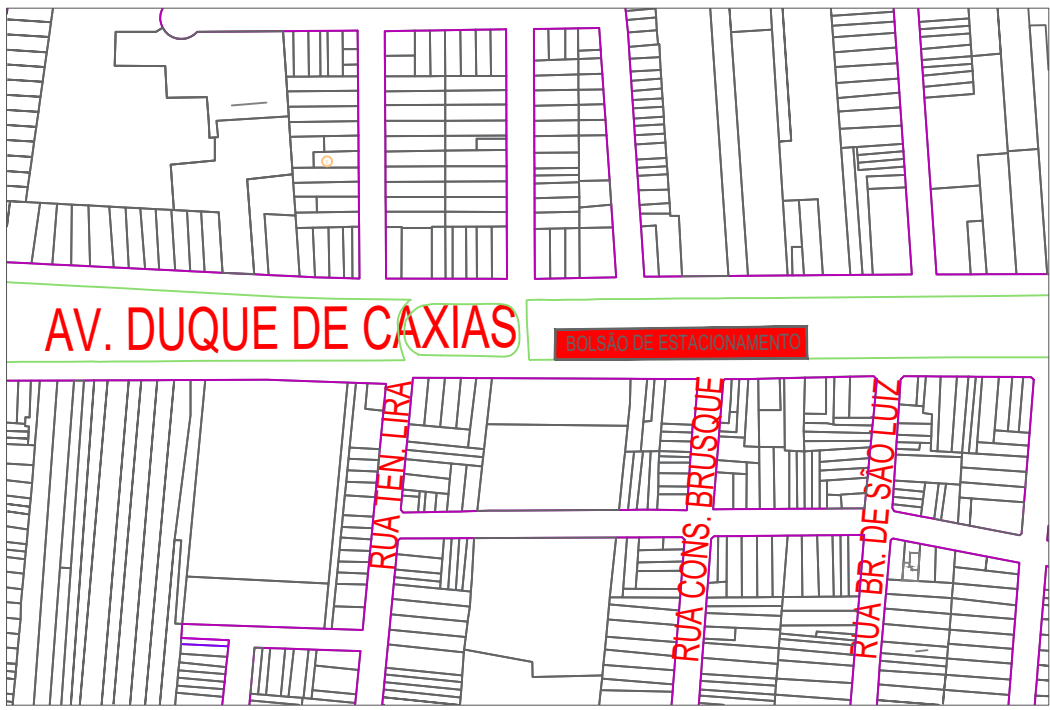 AV. DUQUE DE CAXIAS
BOLSÃO DE ESTACIONAMENTO
RUA TEN. LIRA
RUA CONS. BRUSQUE
RUA BR. DE SÃO LUIZ